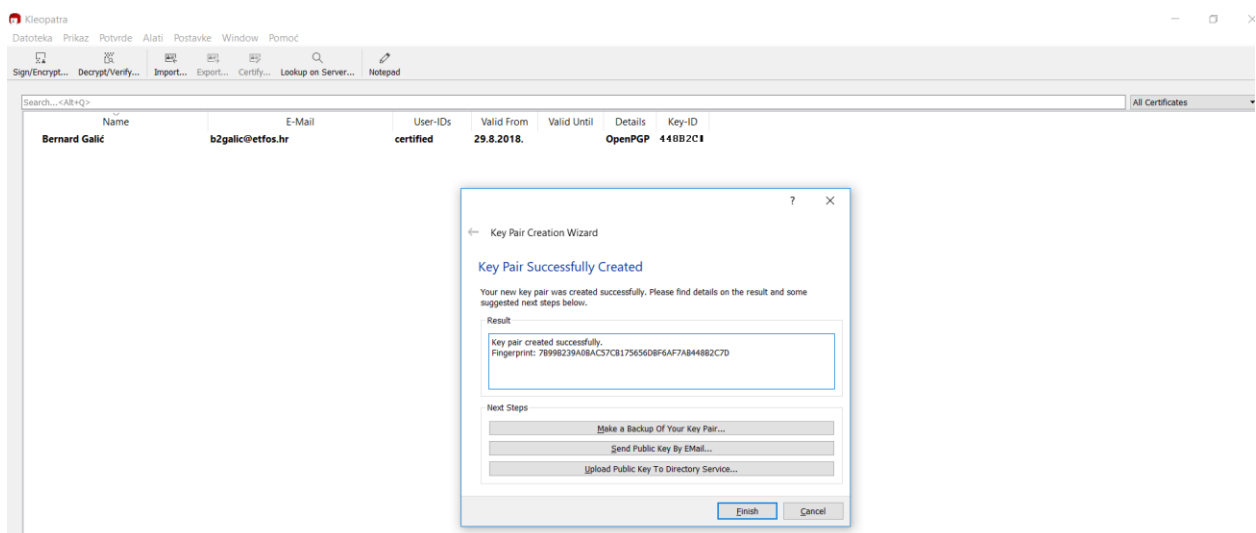 Kleopatra
Datoteka Prikaz Potvrde Alati Postavke Window Pomoć
Sign/Encrypt... Decrypt/Verify... Import... Export... Certify... Lookup on Server... Notepad
Search...<Alt+Q> All Certificates
Name E-Mail User-IDs Valid From Valid Until Details Key-ID
Bernard Galić b2galic@etfos.hr certified 29.8.2018. OpenPGP
Key Pair Creation Wizard
Key Pair Successfully Created
Your new key pair was created successfully. Please find details on the result and some
suggested next steps below.
Result
Key pair created successfully.
Fingerprint: 7B99B239A0BAC57CB175656DBF6AF7AB448B2C7D
Next Steps
Make a Backup Of Your Key Pair...
Send Public Key By EMail...
Upload Public Key To Directory Service...
Finish Cancel